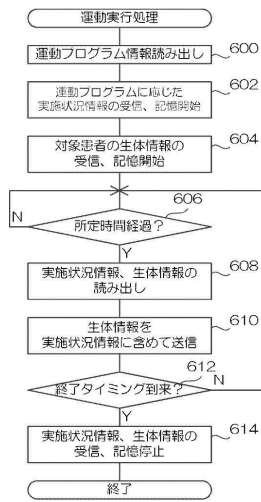 運動実行処理
運動プログラム情報読み出し
600
運動プログラムに応じた
実施状況情報の受信、記憶開始
602
対象患者の生体情報の
受信、記憶開始
604
606
N
所定時間経過？
Y
実施状況情報、生体情報の
読み出し
608
生体情報を
実施状況情報に含めて送信
610
612
終了タイミング到来？
N
Y
実施状況情報、生体情報の
受信、記憶停止
614
終了